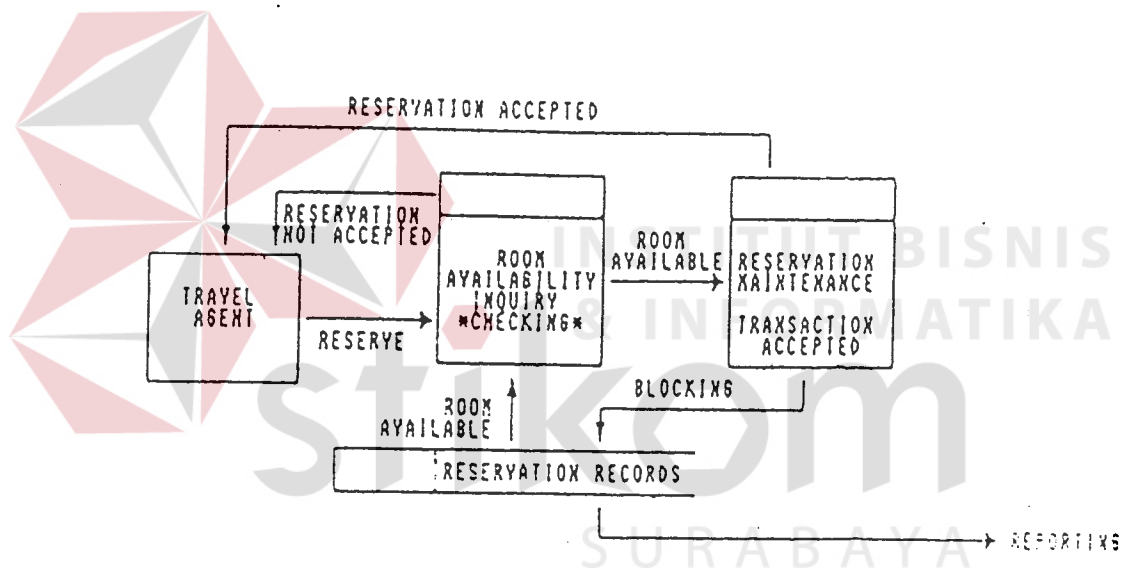 RESERVATION ACCEPTED
RESERVATION
NOT ACCEPTED
TRAVEL
AGENT
RESERVE
ROOM
AVAILABILITY
INQUIRY
*CHECKING*
ROOM
AVAILABLE
RESERVATION
MAINTENANCE
TRANSACTION
ACCEPTED
BLOCKING
ROOM
AVAILABLE
RESERVATION RECORDS
REPORTING
INSTITUT BISNIS
& INFORMATIKA
stikom
SURABAYA